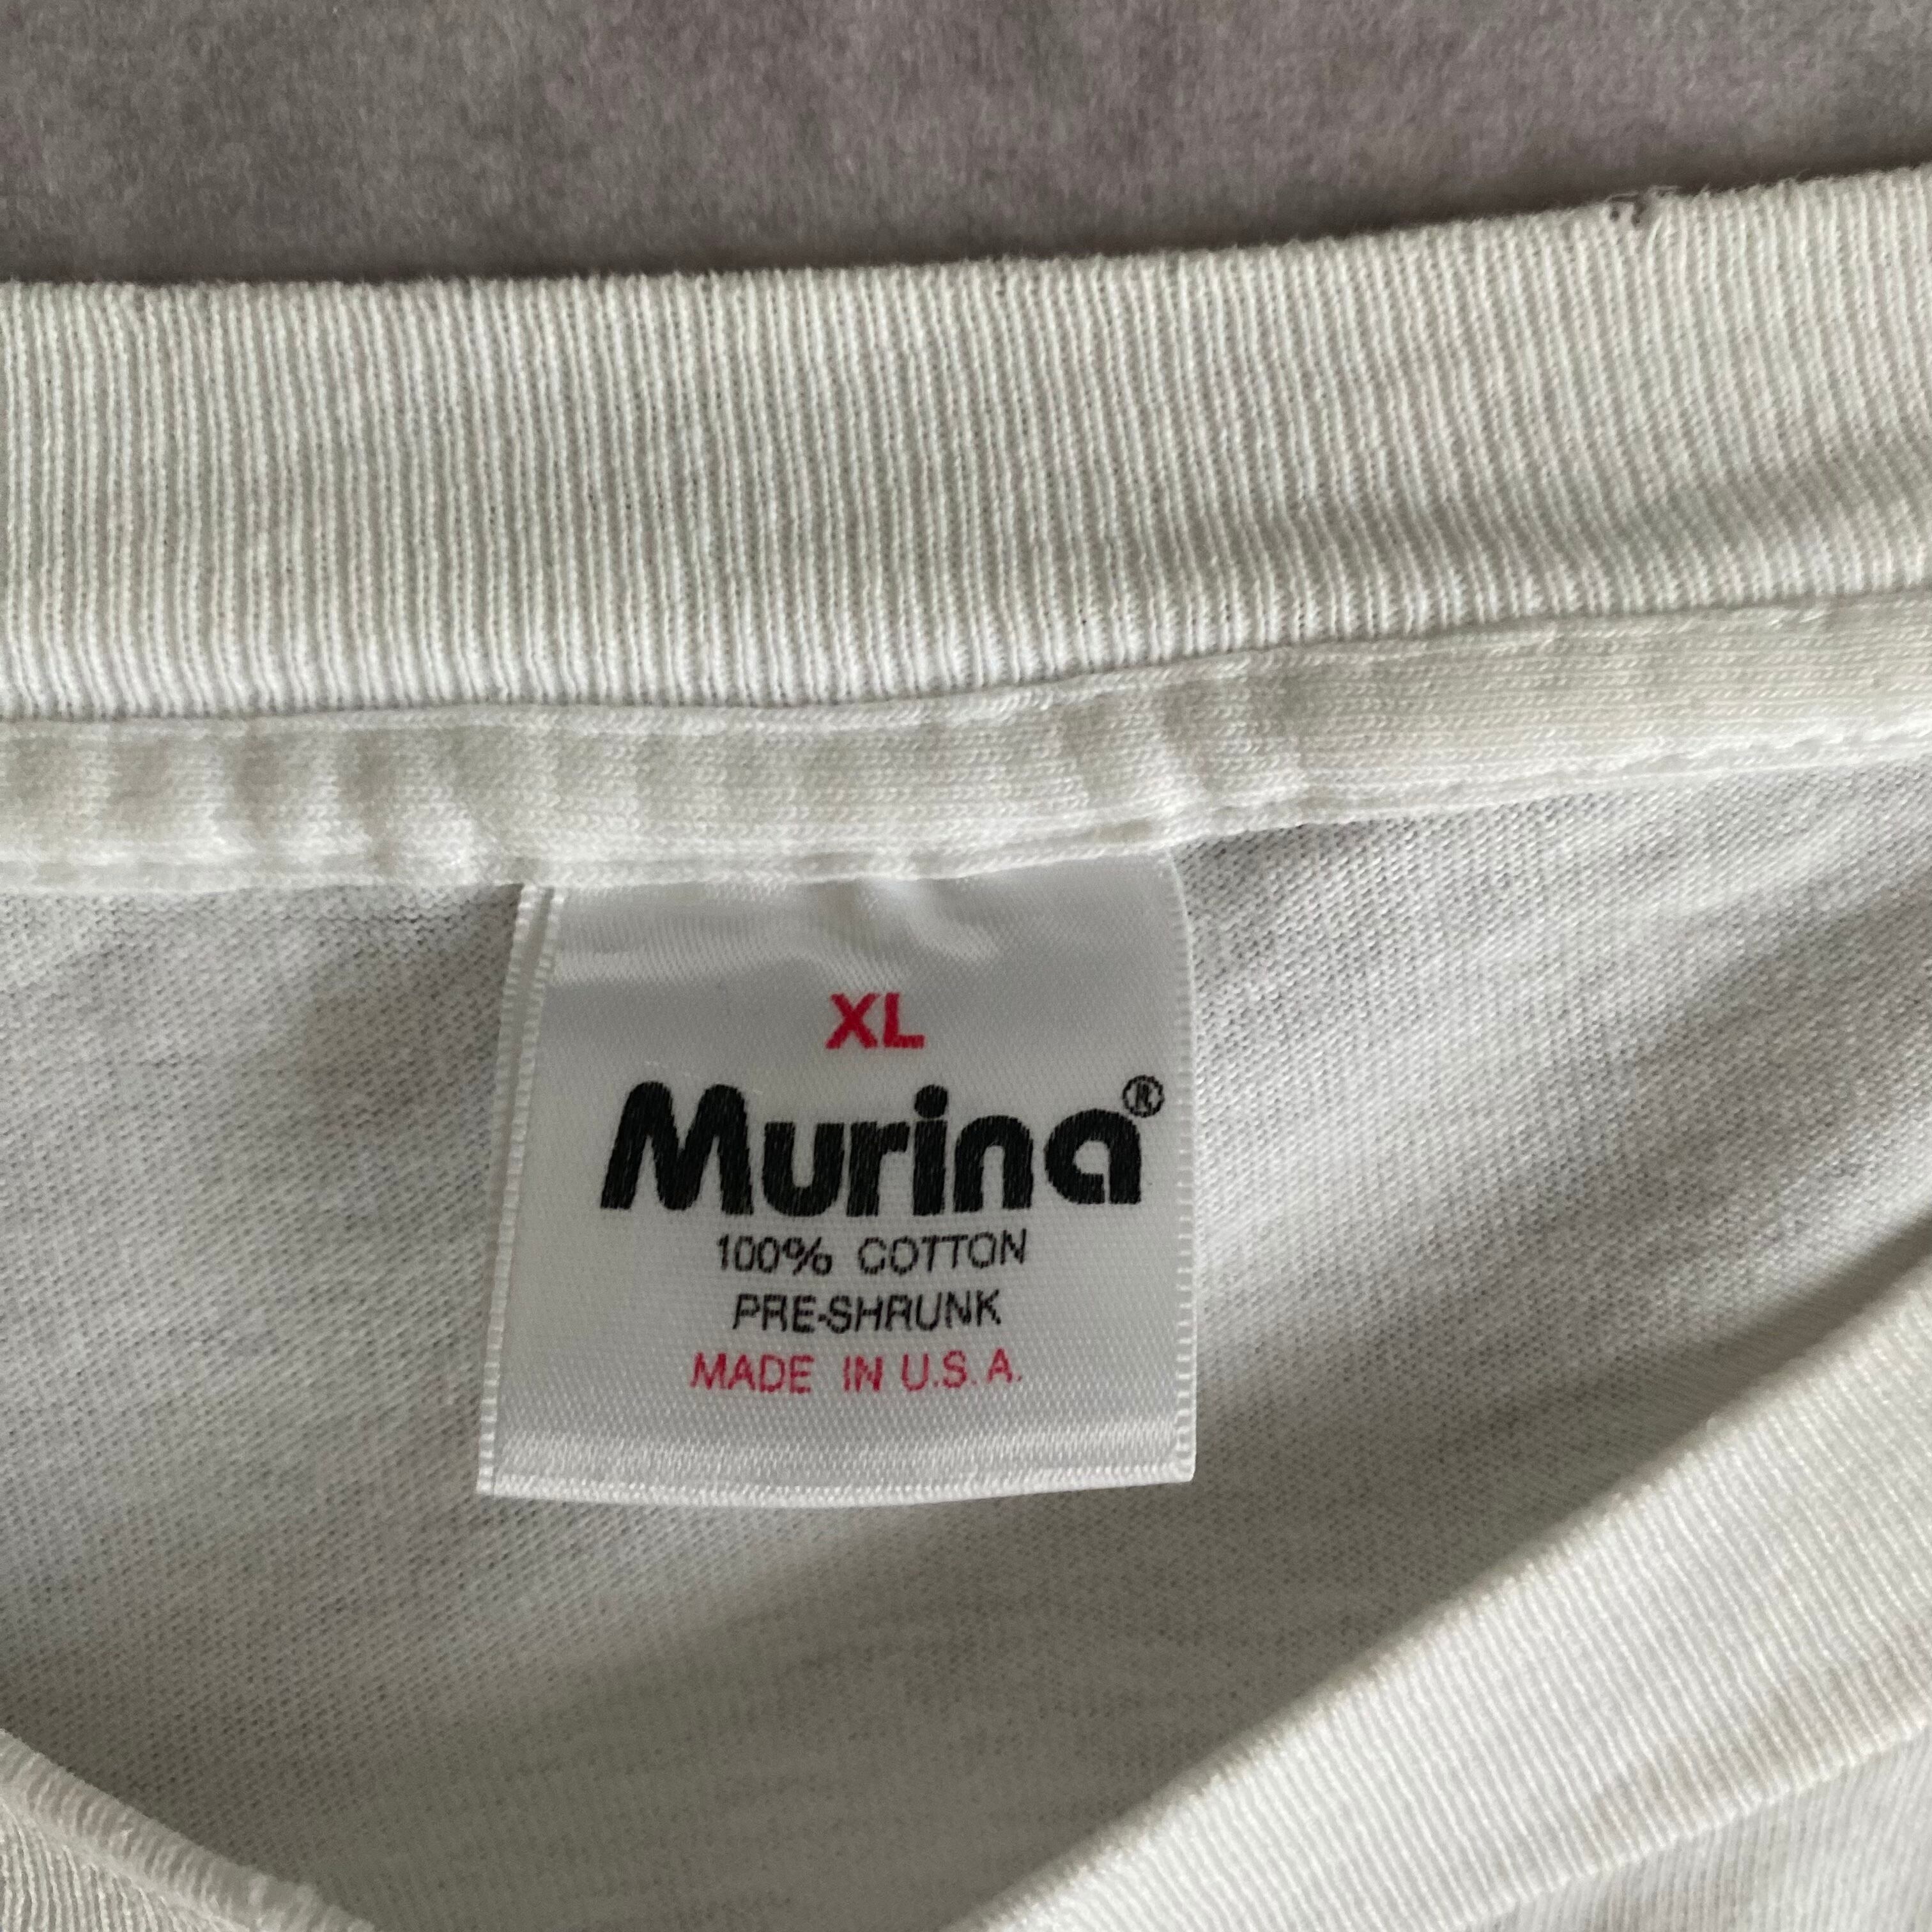 XL
Murina®
100% COTTON
PRE-SHRUNK
MADE IN U.S.A.